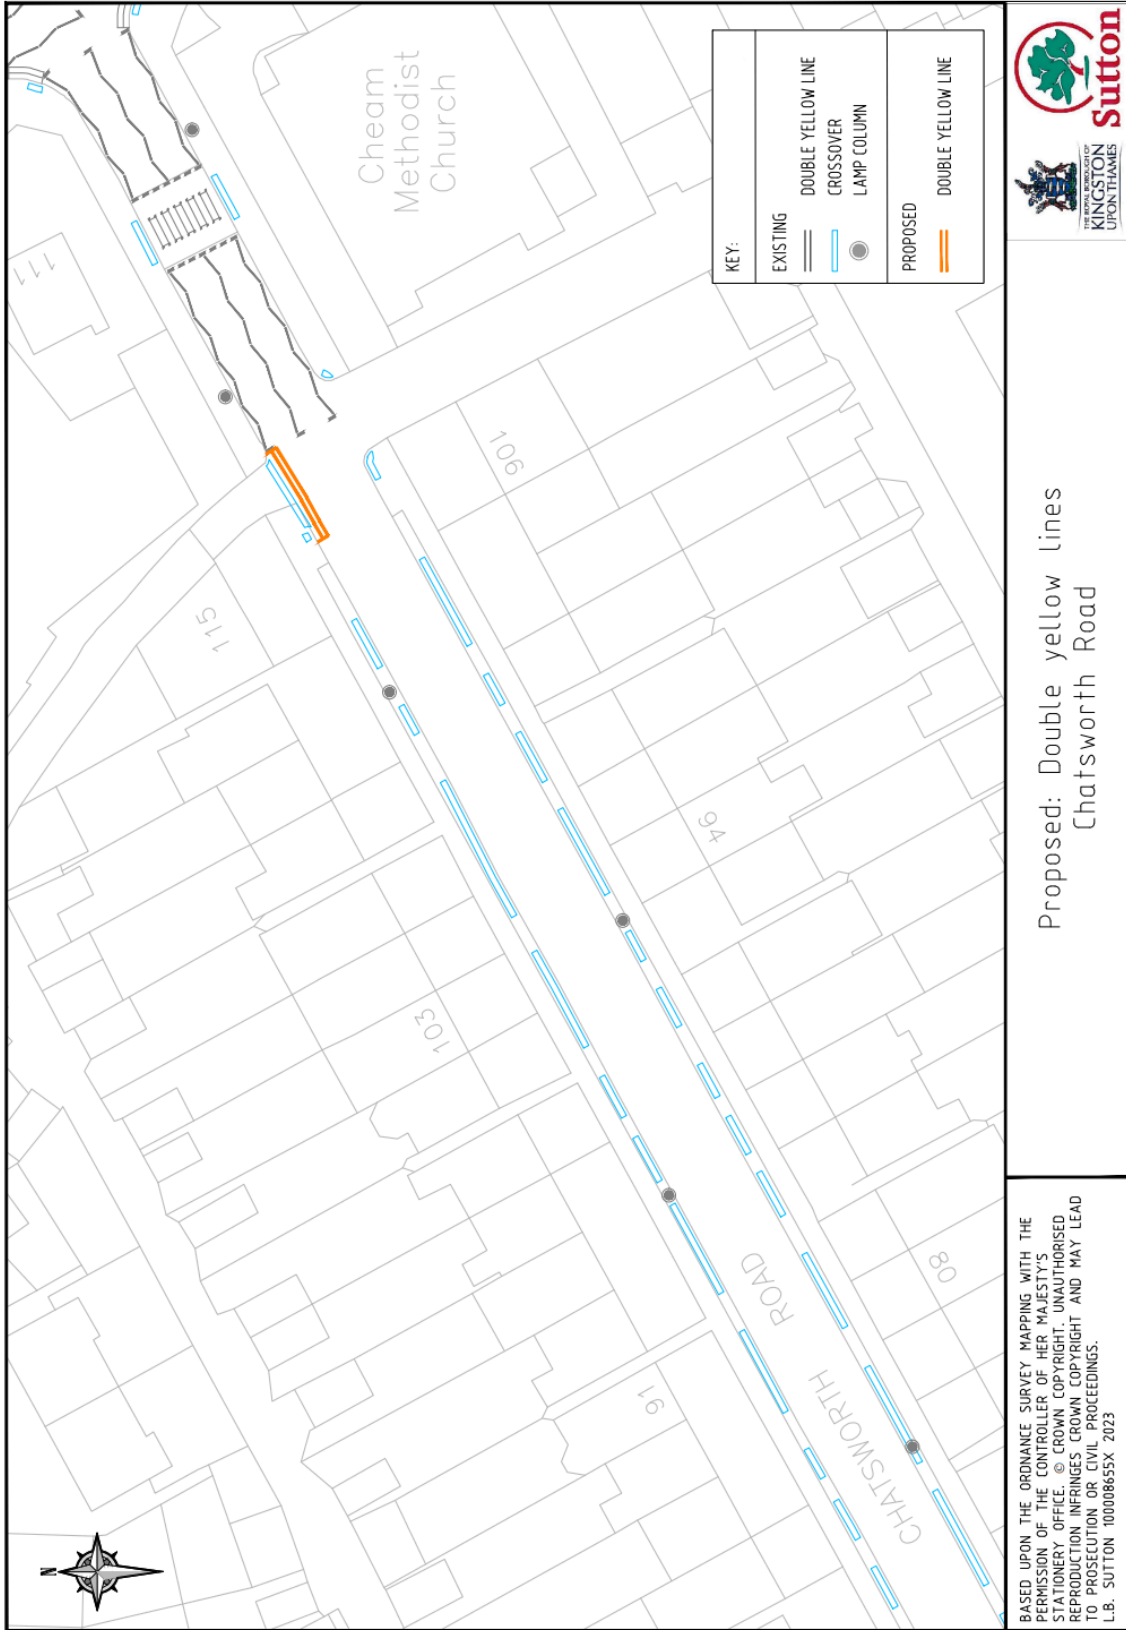 Cheam
Methodist
Church
111
115
106
103
94
91
80
CHATSWORTH
ROAD
N
KEY:
EXISTING
DOUBLE YELLOW LINE
CROSSOVER
LAMP COLUMN
PROPOSED
DOUBLE YELLOW LINE
BASED UPON THE ORDNANCE SURVEY MAPPING WITH THE
PERMISSION OF THE CONTROLLER OF HER MAJESTY'S
STATIONERY OFFICE. © CROWN COPYRIGHT. UNAUTHORISED
REPRODUCTION INFRINGES CROWN COPYRIGHT AND MAY LEAD
TO PROSECUTION OR CIVIL PROCEEDINGS.
L.B. SUTTON 100008655X 2023
Proposed: Double yellow lines
Chatsworth Road
THE ROYAL BOROUGH OF
KINGSTON
UPON THAMES
Sutton